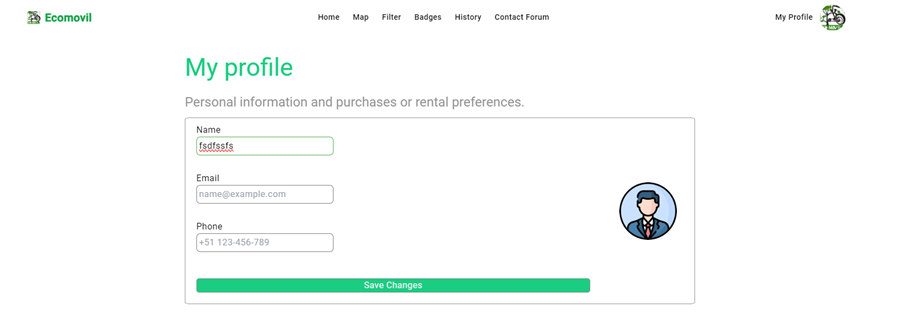 Ecomovil
Home Map Filter Badges History Contact Forum
My Profile
My profile
Personal information and purchases or rental preferences.
Name
fsdfssfs
Email
name@example.com
Phone
+51 123-456-789
Save Changes